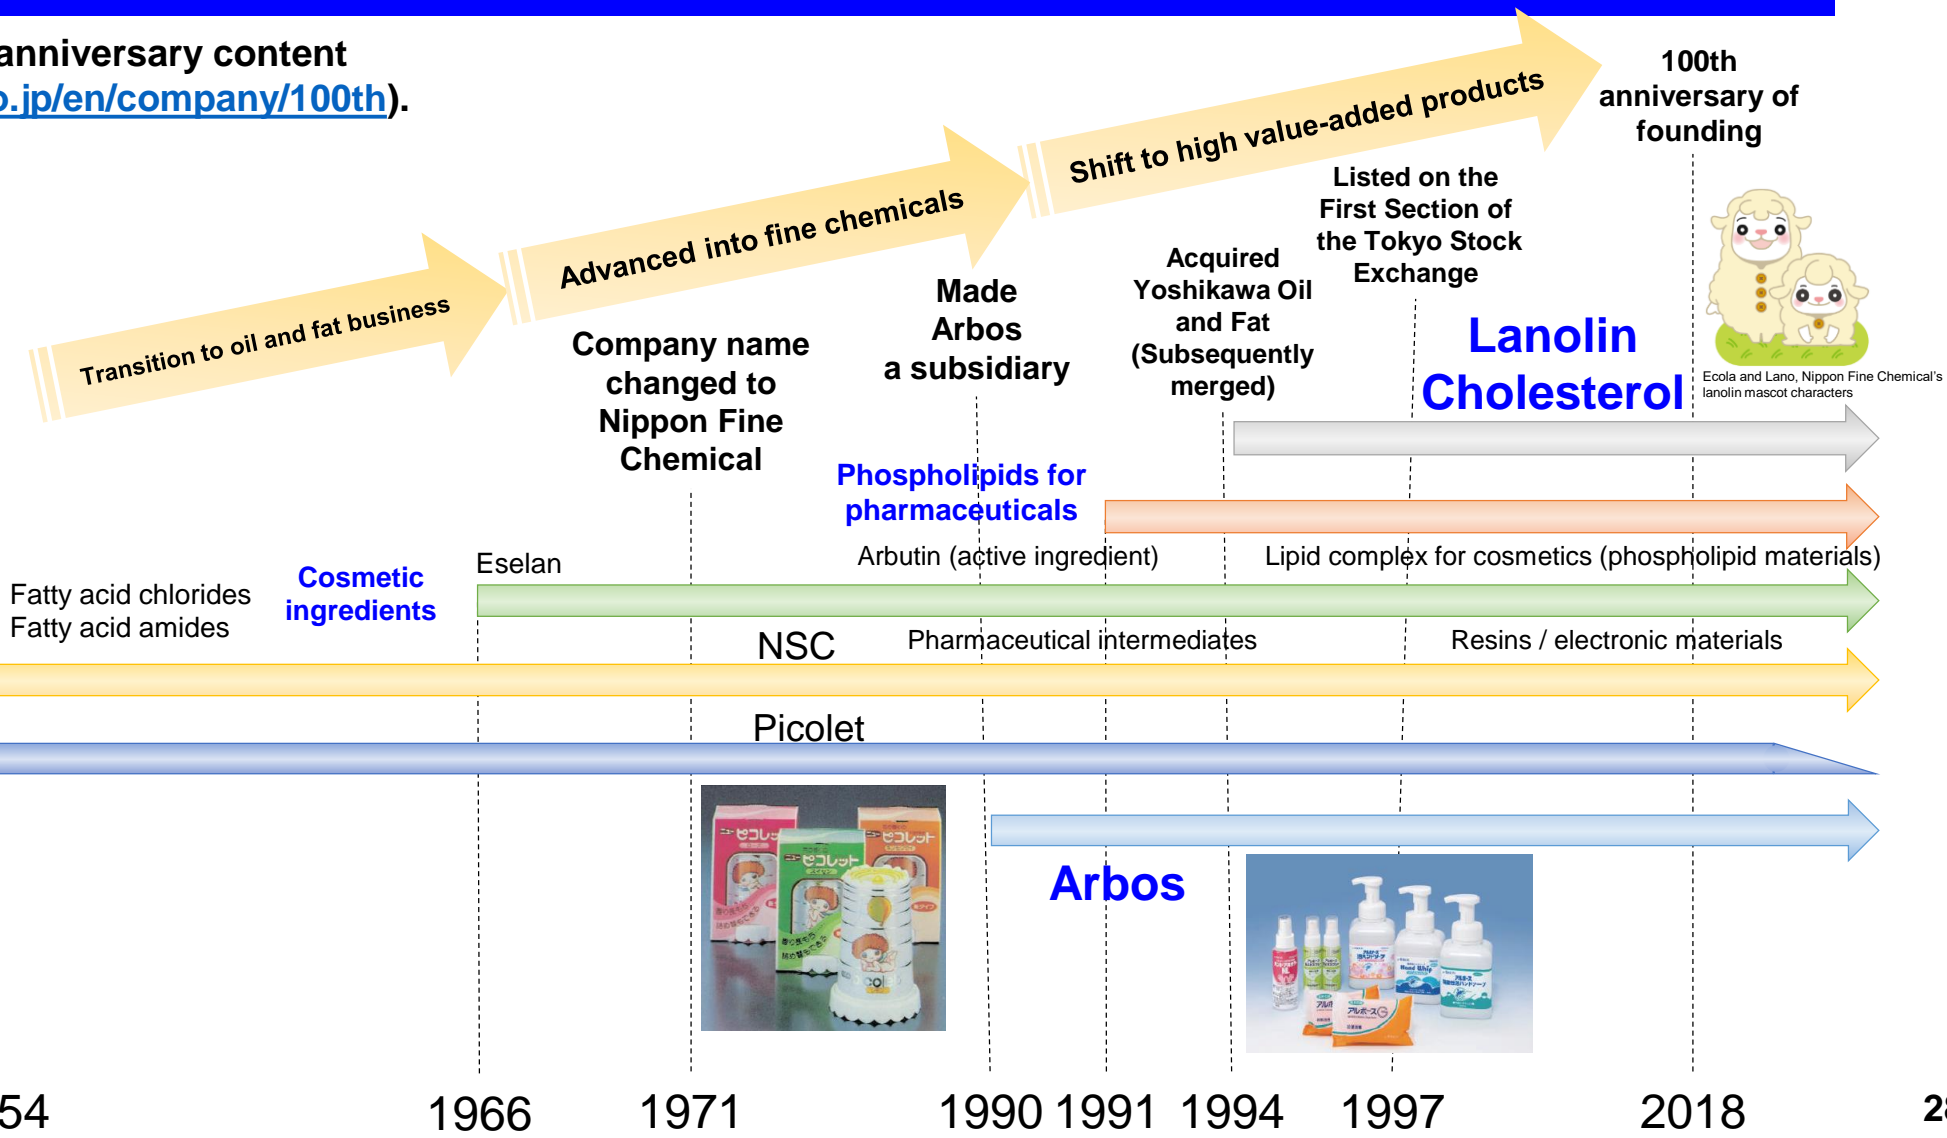 anniversary content
o.jp/en/company/100th).
Transition to oil and fat business
Advanced into fine chemicals
Shift to high value-added products
100th
anniversary of
founding
Listed on the
First Section of
the Tokyo Stock
Exchange
Acquired
Yoshikawa Oil
and Fat
(Subsequently
merged)
Made
Arbos
a subsidiary
Company name
changed to
Nippon Fine
Chemical
Lanolin
Cholesterol
Ecola and Lano, Nippon Fine Chemical's
lanolin mascot characters
Phospholipids for
pharmaceuticals
Eselan
Arbutin (active ingredient)
Lipid complex for cosmetics (phospholipid materials)
Fatty acid chlorides
Fatty acid amides
Cosmetic
ingredients
NSC
Pharmaceutical intermediates
Resins / electronic materials
Picolet
ピコレット
ピコレット
Arbos
Hand Whip
アルボース
54
1966
1971
1990
1991
1994
1997
2018
28